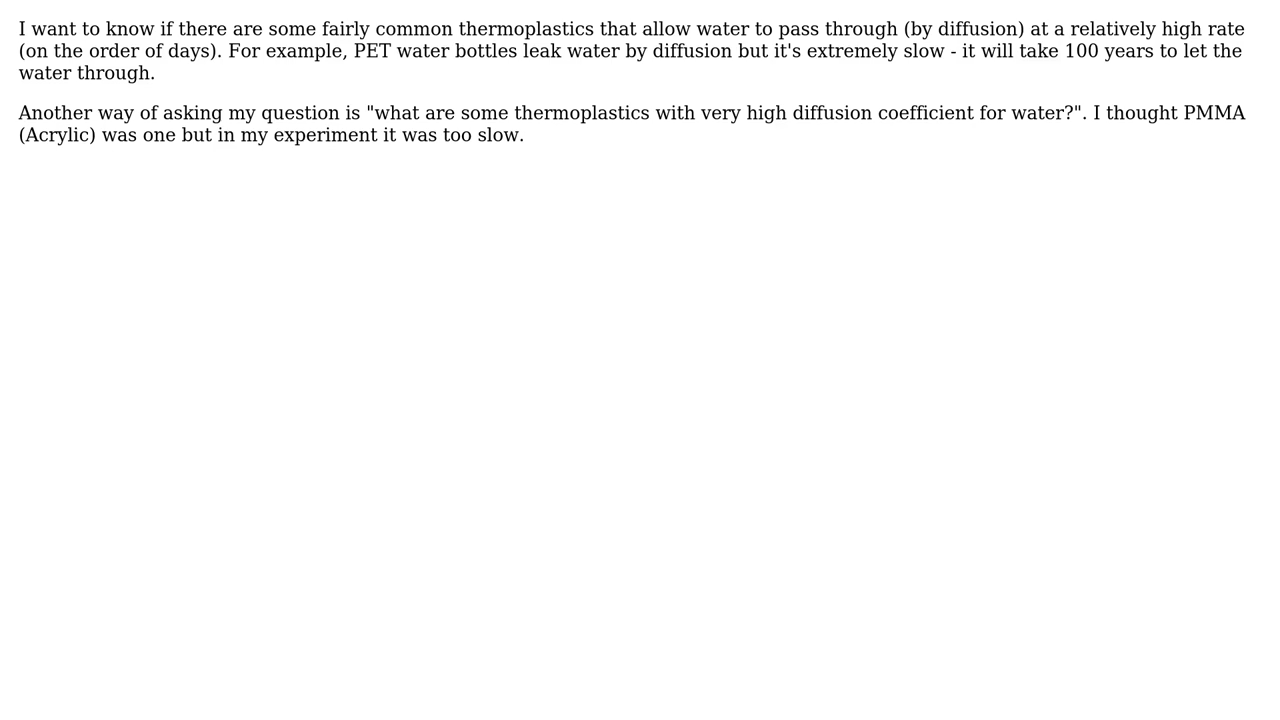 I want to know if there are some fairly common thermoplastics that allow water to pass through (by diffusion) at a relatively high rate
(on the order of days). For example, PET water bottles leak water by diffusion but it's extremely slow - it will take 100 years to let the
water through.
Another way of asking my question is "what are some thermoplastics with very high diffusion coefficient for water?". I thought PMMA
(Acrylic) was one but in my experiment it was too slow.